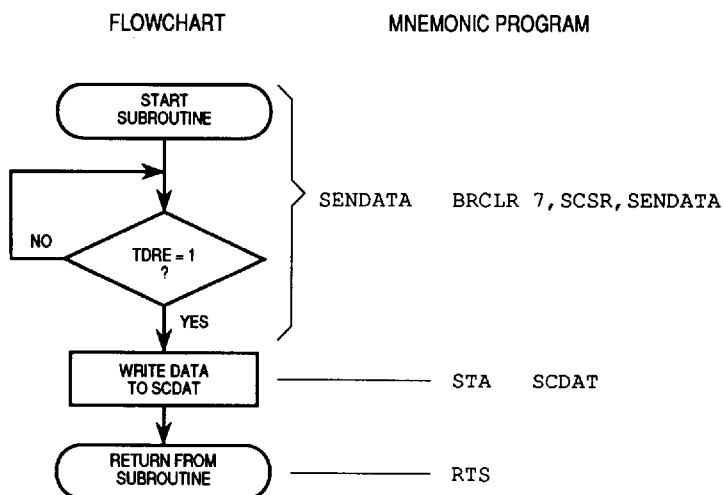 FLOWCHART MNEMONIC PROGRAM
START
SUBROUTINE
SENDATA BRCLR 7,SCSR,SENDATA
NO
TDRE = 1
?
YES
WRITE DATA
TO SCDAT
STA SCDAT
RETURN FROM
SUBROUTINE
RTS